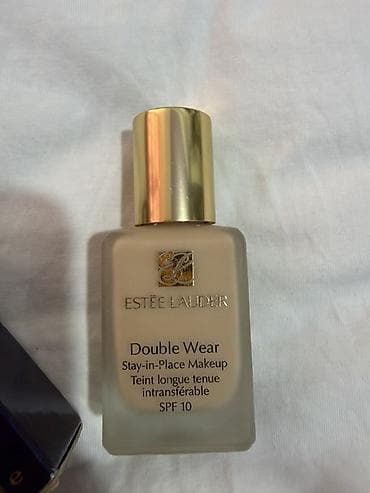 ESTĒE LAUDER
Double Wear
Stay-in-Place Makeup
Teint longue tenue
intransférable
SPF 10
e